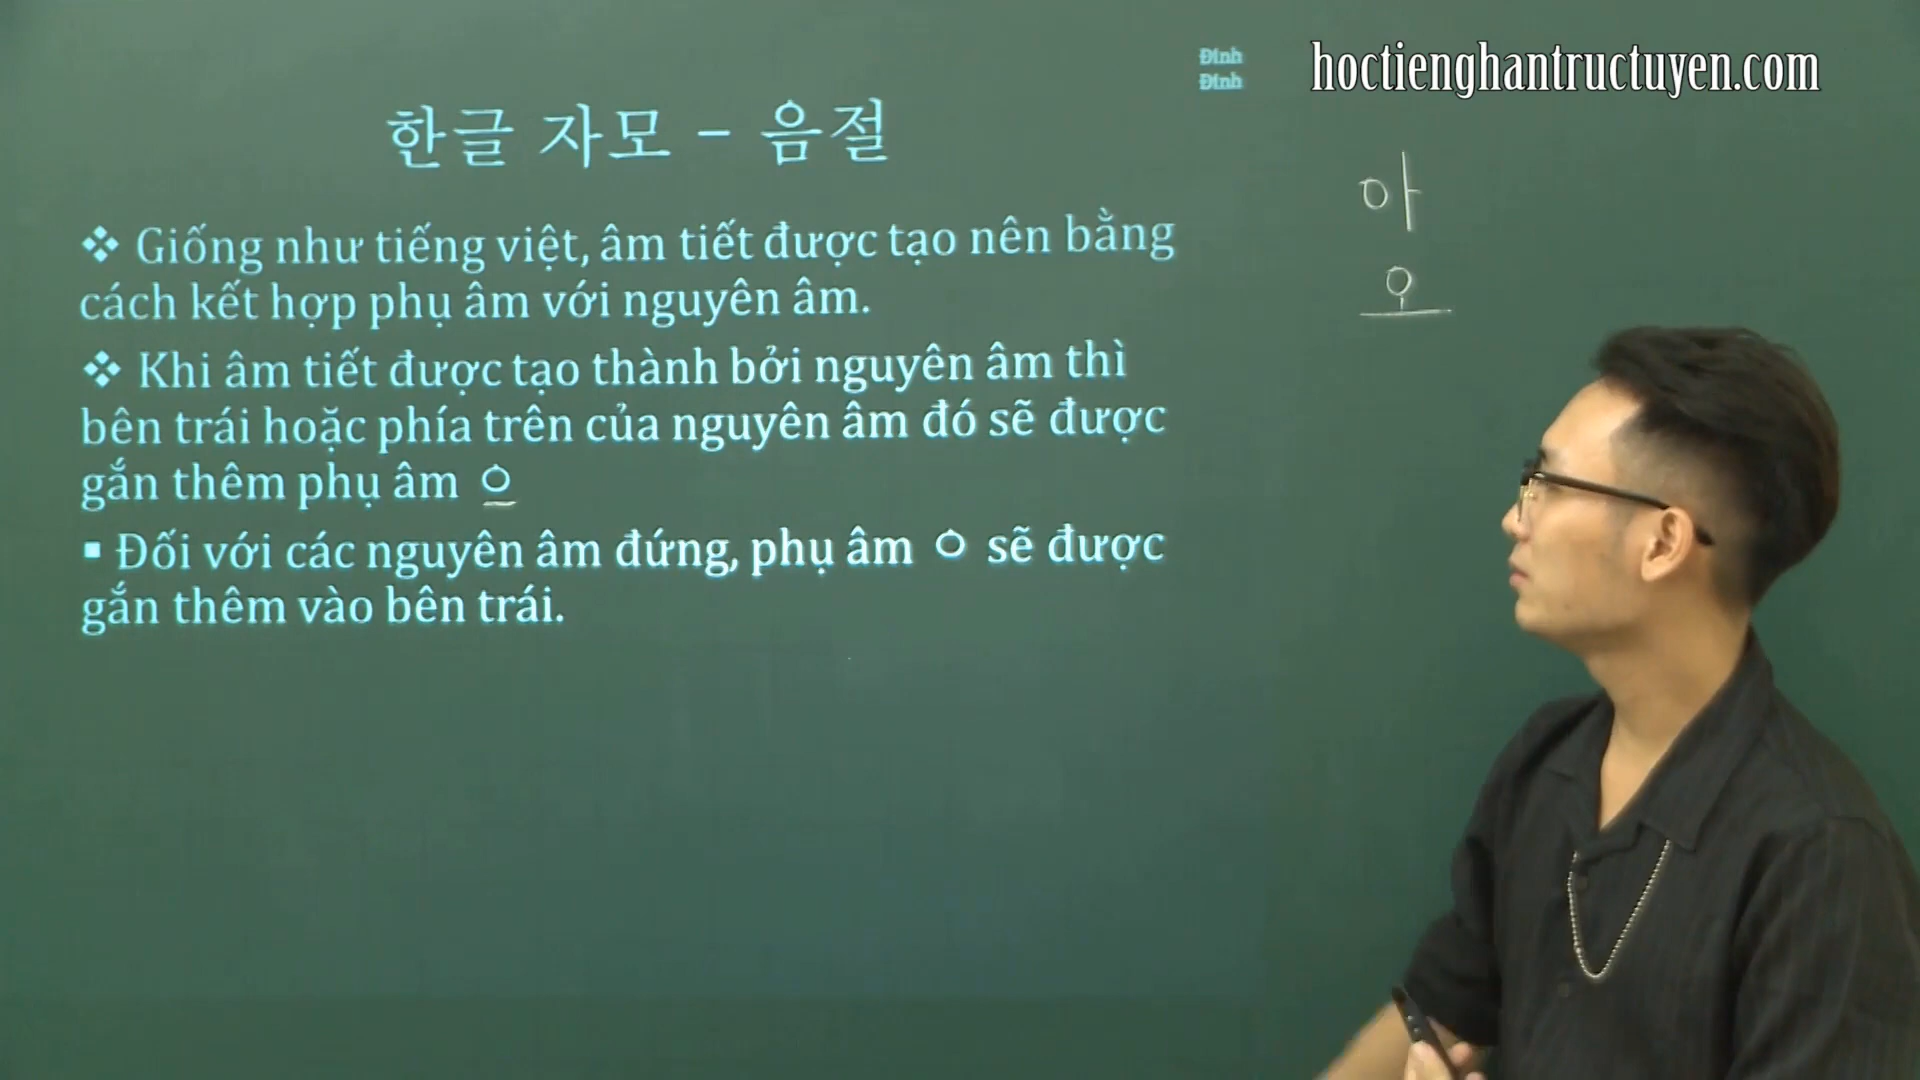 Đính
Đính
hoctienghantructuyen.com
한글 자모 – 음절
❖ Giống như tiếng việt, âm tiết được tạo nên bằng
cách kết hợp phụ âm với nguyên âm.
❖ Khi âm tiết được tạo thành bởi nguyên âm thì
bên trái hoặc phía trên của nguyên âm đó sẽ được
gắn thêm phụ âm ㅇ
▪ Đối với các nguyên âm đứng, phụ âm ㅇ sẽ được
gắn thêm vào bên trái.
아
오